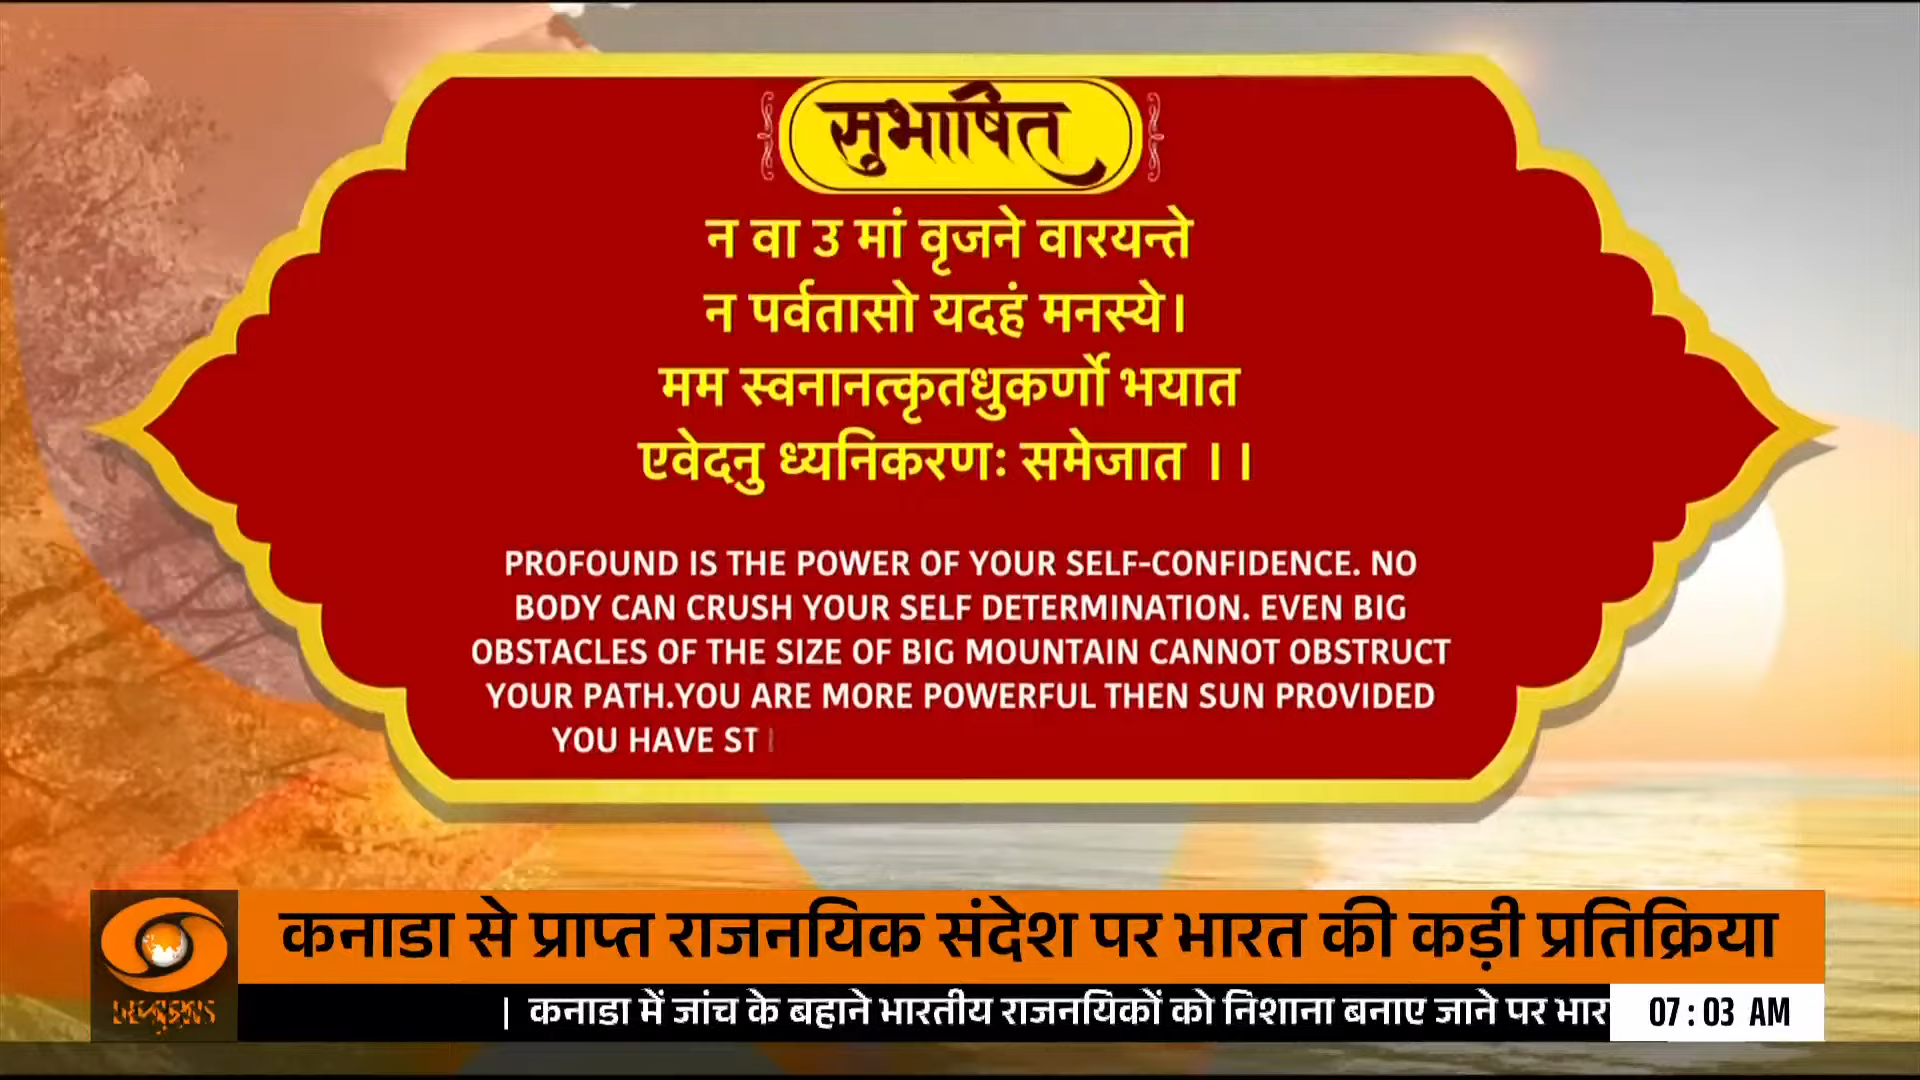 सुभाषित
न वा उ मां वृजने वारयन्ते
न पर्वतासो यदहं मनस्ये।
मम स्वनानत्कृतधुकर्णो भयात
एवेदनु ध्यनिकरणः समेजात ।।
PROFOUND IS THE POWER OF YOUR SELF-CONFIDENCE. NO
BODY CAN CRUSH YOUR SELF DETERMINATION. EVEN BIG
OBSTACLES OF THE SIZE OF BIG MOUNTAIN CANNOT OBSTRUCT
YOUR PATH.YOU ARE MORE POWERFUL THEN SUN PROVIDED
YOU HAVE ST
कनाडा से प्राप्त राजनयिक संदेश पर भारत की कड़ी प्रतिक्रिया
| कनाडा में जांच के बहाने भारतीय राजनयिकों को निशाना बनाए जाने पर भार
07:03 AM